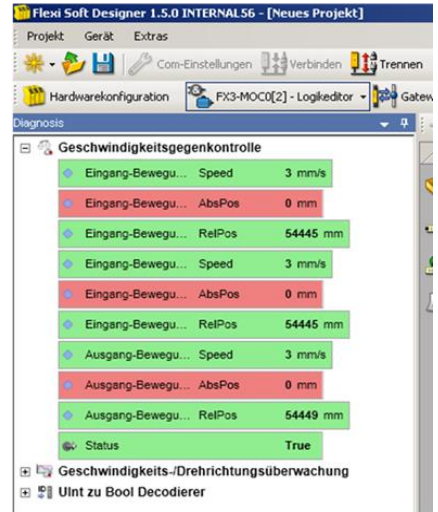 Flexi Soft Designer 1.5.0 INTERNAL56 - [Neues Projekt]
Projekt Gerät Extras
Com-Einstellungen Verbinden Trennen
Hardwarekonfiguration FX3-MOC0[2] - Logikeditor
Diagnosis
Geschwindigkeitsgegenkontrolle
Eingang-Bewegu... Speed 3 mm/s
Eingang-Bewegu... AbsPos 0 mm
Eingang-Bewegu... RelPos 54445 mm
Eingang-Bewegu... Speed 3 mm/s
Eingang-Bewegu... AbsPos 0 mm
Eingang-Bewegu... RelPos 54445 mm
Ausgang-Bewegu... Speed 3 mm/s
Ausgang-Bewegu... AbsPos 0 mm
Ausgang-Bewegu... RelPos 54449 mm
Status True
Geschwindigkeits-/Drehrichtungsüberwachung
UInt zu Bool Decodierer